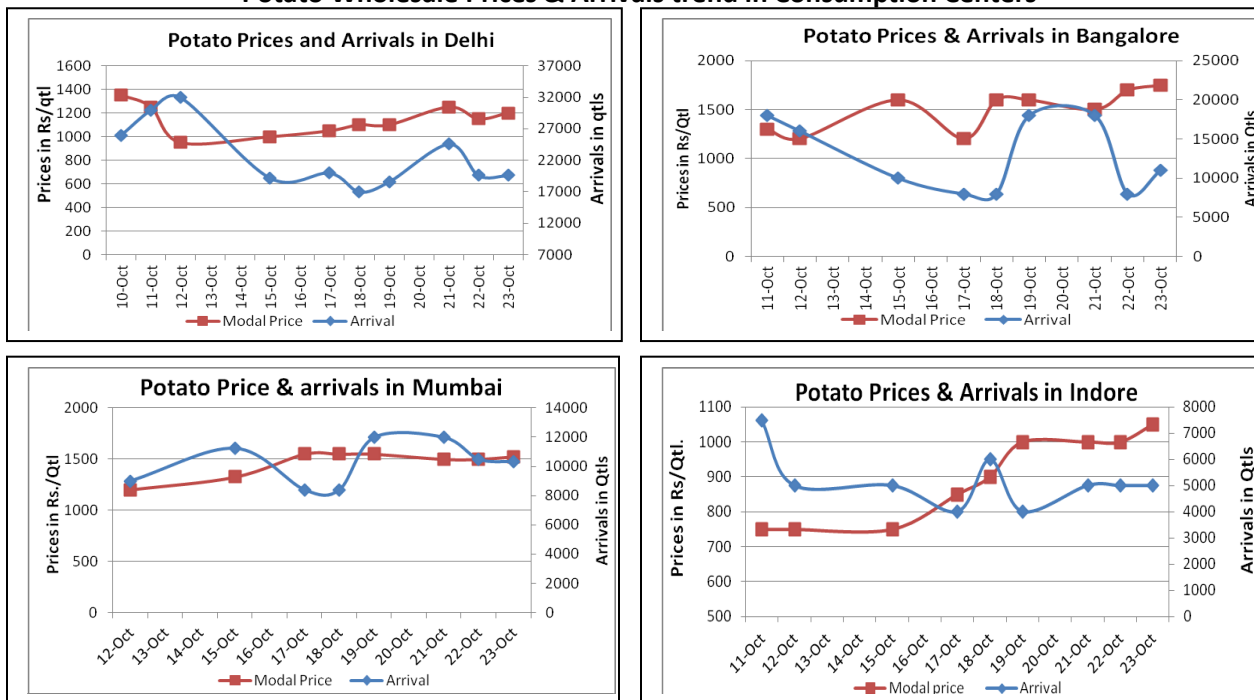 Potato Wholesale Prices & Arrivals trend in Consumption Centers
Potato Prices and Arrivals in Delhi
Prices in Rs/qtl
1600
1400
1200
1000
800
600
400
200
0
37000
32000
27000
22000
17000
12000
7000
Arrivals in qtls
10-Oct
11-Oct
12-Oct
13-Oct
14-Oct
15-Oct
16-Oct
17-Oct
18-Oct
19-Oct
20-Oct
21-Oct
22-Oct
23-Oct
Modal Price Arrival
Potato Prices & Arrivals in Bangalore
Prices in Rs/Qtl
2000
1500
1000
500
0
25000
20000
15000
10000
5000
0
Arrivals in Qtls
11-Oct
12-Oct
13-Oct
14-Oct
15-Oct
16-Oct
17-Oct
18-Oct
19-Oct
20-Oct
21-Oct
22-Oct
23-Oct
Modal Price Arrival
Potato Price & arrivals in Mumbai
Prices in Rs./Qtl
2000
1500
1000
500
0
14000
12000
10000
8000
6000
4000
2000
0
Arrivals in Qtls
12-Oct
13-Oct
14-Oct
15-Oct
16-Oct
17-Oct
18-Oct
19-Oct
20-Oct
21-Oct
22-Oct
23-Oct
Modal Price Arrival
Potato Prices & Arrivals in Indore
Prices in Rs/Qtl.
1100
1000
900
800
700
600
500
8000
7000
6000
5000
4000
3000
2000
1000
0
Arrivals in Qtls
11-Oct
12-Oct
13-Oct
14-Oct
15-Oct
16-Oct
17-Oct
18-Oct
19-Oct
20-Oct
21-Oct
22-Oct
23-Oct
Modal price Arrival